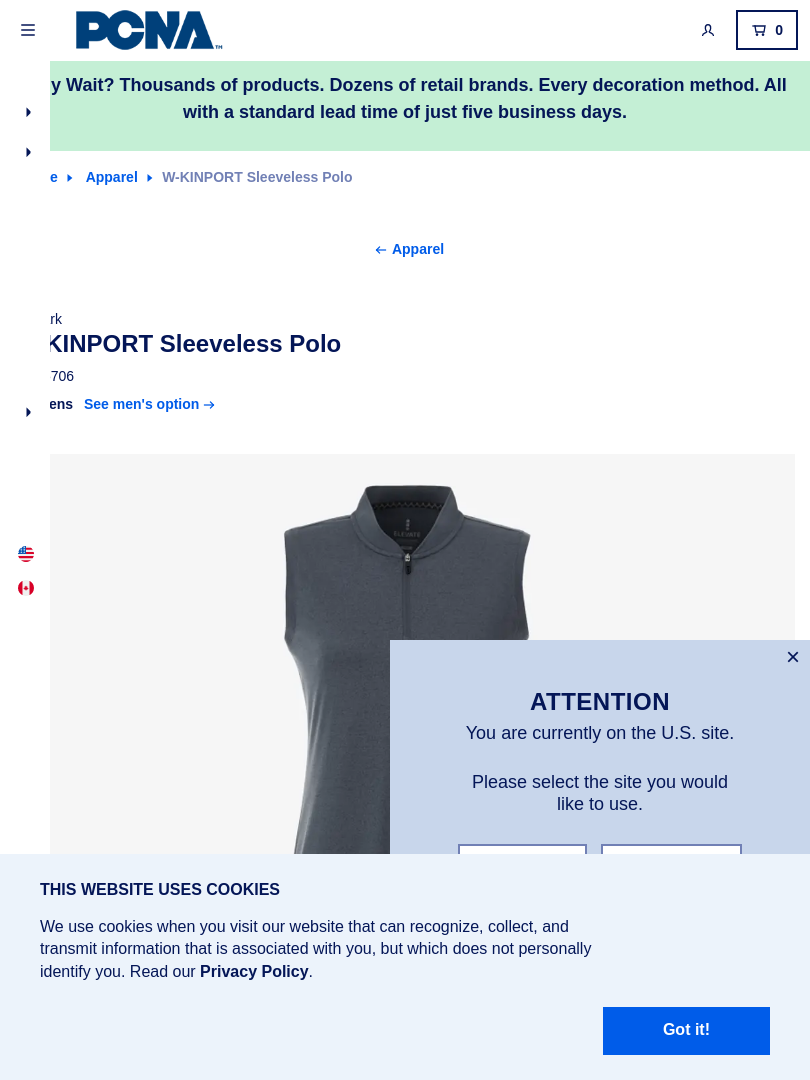 PCNA™
0
y Wait? Thousands of products. Dozens of retail brands. Every decoration method. All
with a standard lead time of just five business days.
e Apparel W-KINPORT Sleeveless Polo
Apparel
rk
KINPORT Sleeveless Polo
706
ens See men's option
ELEVATE
ATTENTION
You are currently on the U.S. site.
Please select the site you would
like to use.
THIS WEBSITE USES COOKIES
We use cookies when you visit our website that can recognize, collect, and
transmit information that is associated with you, but which does not personally
identify you. Read our Privacy Policy.
Got it!